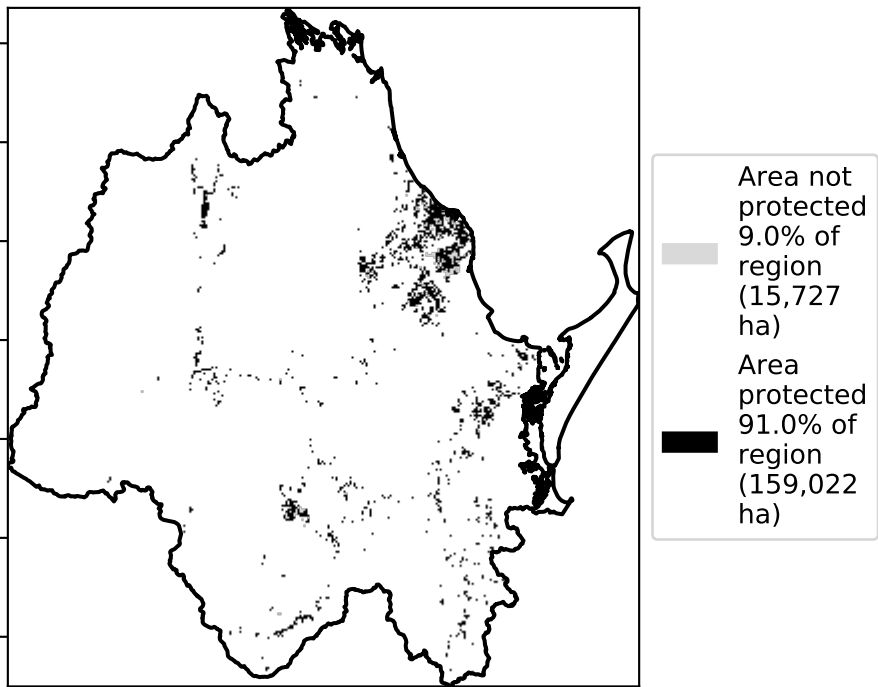 Area not
protected
9.0% of
region
(15,727
ha)
Area
protected
91.0% of
region
(159,022
ha)